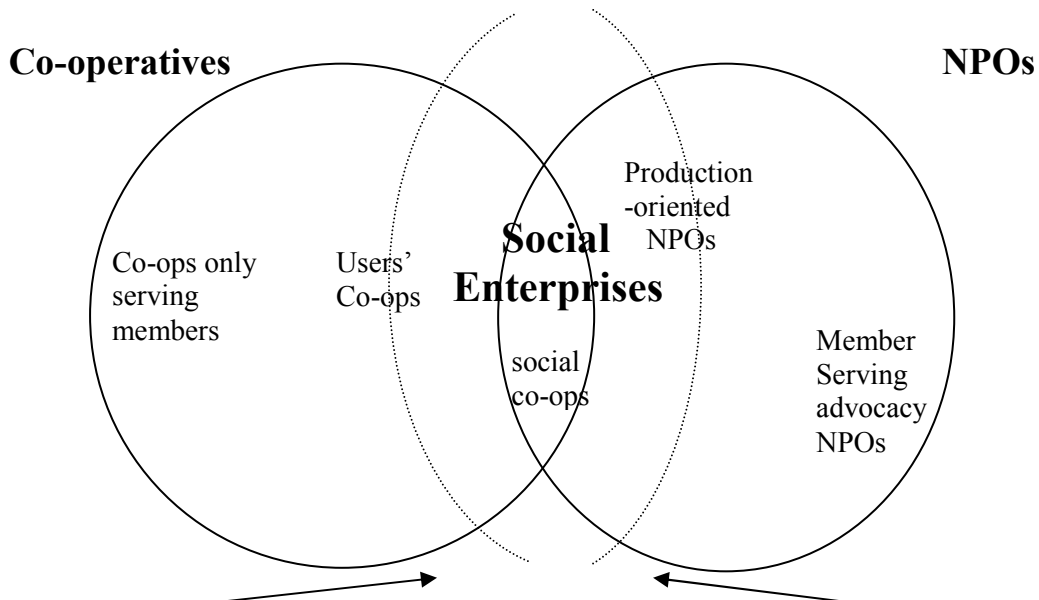 Co-operatives
NPOs
Co-ops only
serving
members
Users’
Co-ops
Social
Enterprises
social
co-ops
Production
-oriented
NPOs
Member
Serving
advocacy
NPOs